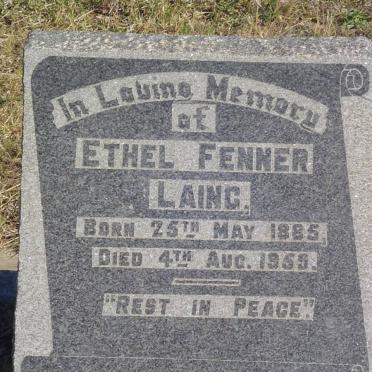 In Loving Memory
of
ETHEL FENNER
LAING.
BORN 25TH MAY 1885,
DIED 4TH AUG. 1959.
"REST IN PEACE."